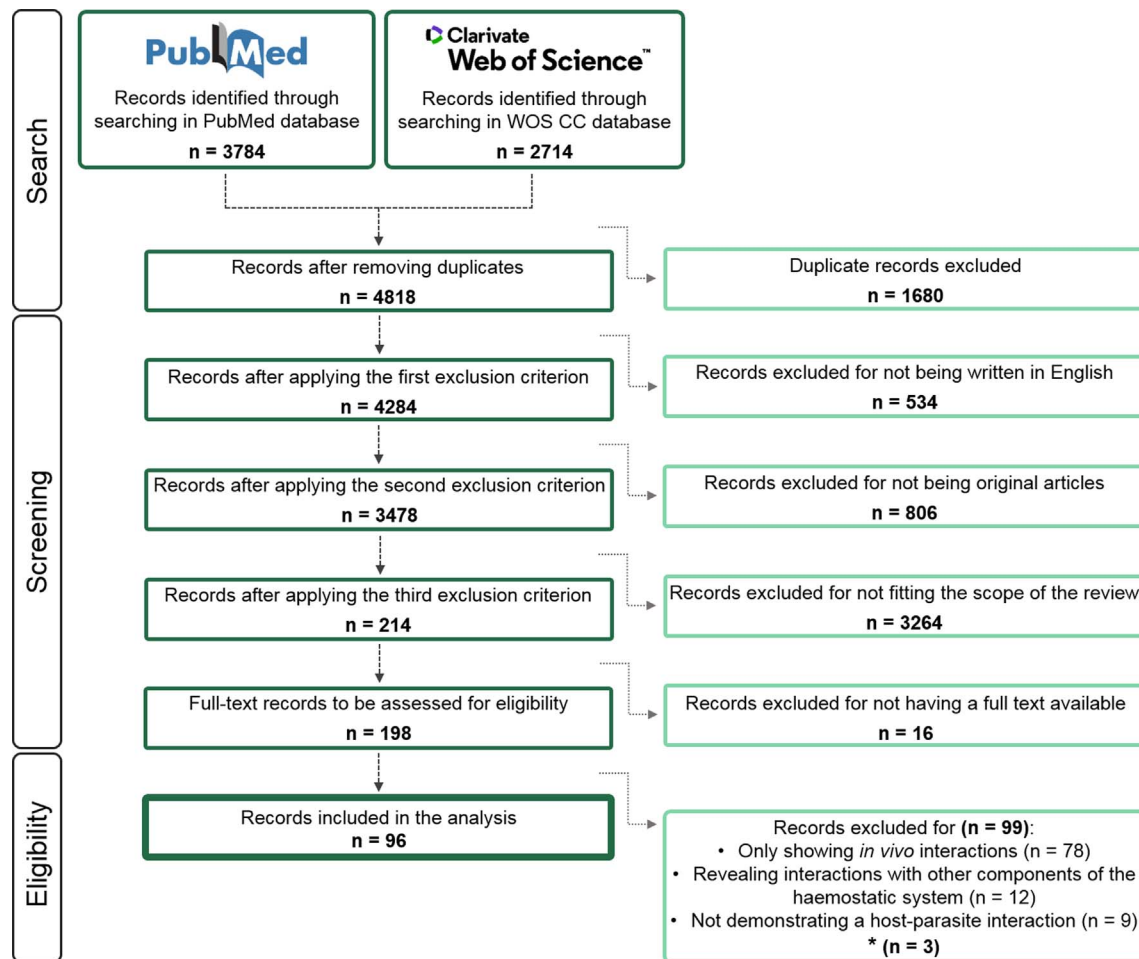 Search
PubMed
Records identified through
searching in PubMed database
n = 3784
Clarivate
Web of Science™
Records identified through
searching in WOS CC database
n = 2714
Records after removing duplicates
n = 4818
Duplicate records excluded
n = 1680
Screening
Records after applying the first exclusion criterion
n = 4284
Records excluded for not being written in English
n = 534
Records after applying the second exclusion criterion
n = 3478
Records excluded for not being original articles
n = 806
Records after applying the third exclusion criterion
n = 214
Records excluded for not fitting the scope of the review
n = 3264
Full-text records to be assessed for eligibility
n = 198
Records excluded for not having a full text available
n = 16
Eligibility
Records included in the analysis
n = 96
Records excluded for (n = 99):
• Only showing in vivo interactions (n = 78)
• Revealing interactions with other components of the
haemostatic system (n = 12)
• Not demonstrating a host-parasite interaction (n = 9)
* (n = 3)